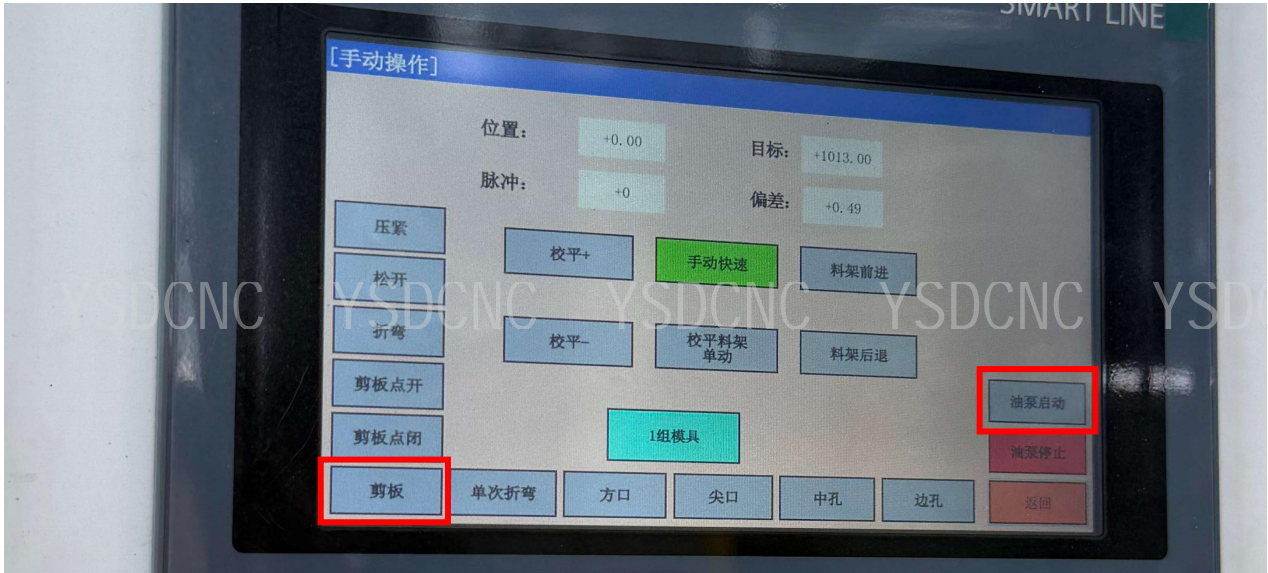 SMART LINE
[手动操作]
位置: +0.00 目标: +1013.00
脉冲: +0 偏差: +0.49
压紧
校平+ 手动快速 料架前进
松开
折弯
校平- 校平料架
单动 料架后退
剪板点开
油泵启动
剪板点闭
1组模具
油泵停止
剪板 单次折弯 方口 尖口 中孔 边孔 返回
YSDCNC YSDCNC YSDCNC YSDCNC YSDC